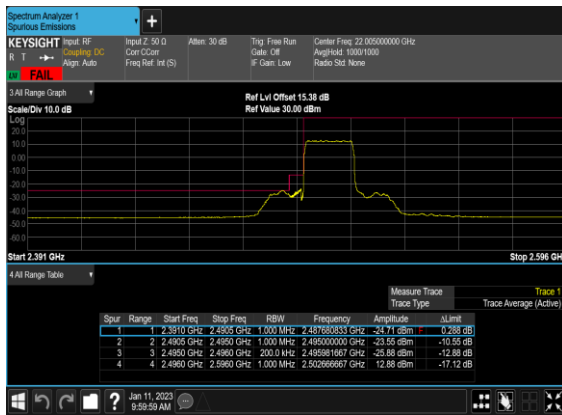 Spectrum Analyzer 1
Spurious Emissions
+
KEYSIGHT Input: RF Input Z: 50 Ω Atten: 30 dB Trig: Free Run Center Freq: 22.005000000 GHz
R T Coupling: DC Corr CCorr Gate: Off Avg|Hold: 1000/1000
Align: Auto Freq Ref: Int (S) IF Gain: Low Radio Std: None
LW FAIL
3 All Range Graph
Ref Lvl Offset 15.38 dB
Scale/Div 10.0 dB Ref Value 30.00 dBm
Log
20.0
10.0
0.00
-10.0
-20.0
-30.0
-40.0
-50.0
-60.0
Start 2.391 GHz Stop 2.596 GH
4 All Range Table
Measure Trace Trace 1
Trace Type Trace Average (Active)
Spur Range Start Freq Stop Freq RBW Frequency Amplitude ΔLimit
1 1 2.3910 GHz 2.4905 GHz 1.000 MHz 2.487680833 GHz -24.71 dBm F 0.288 dB
2 2 2.4905 GHz 2.4950 GHz 1.000 MHz 2.495000000 GHz -23.55 dBm -10.55 dB
3 3 2.4950 GHz 2.4960 GHz 200.0 kHz 2.495981667 GHz -25.88 dBm -12.88 dB
4 4 2.4960 GHz 2.5960 GHz 1.000 MHz 2.502666667 GHz 12.88 dBm -17.12 dB
? Jan 11, 2023
9:59:59 AM